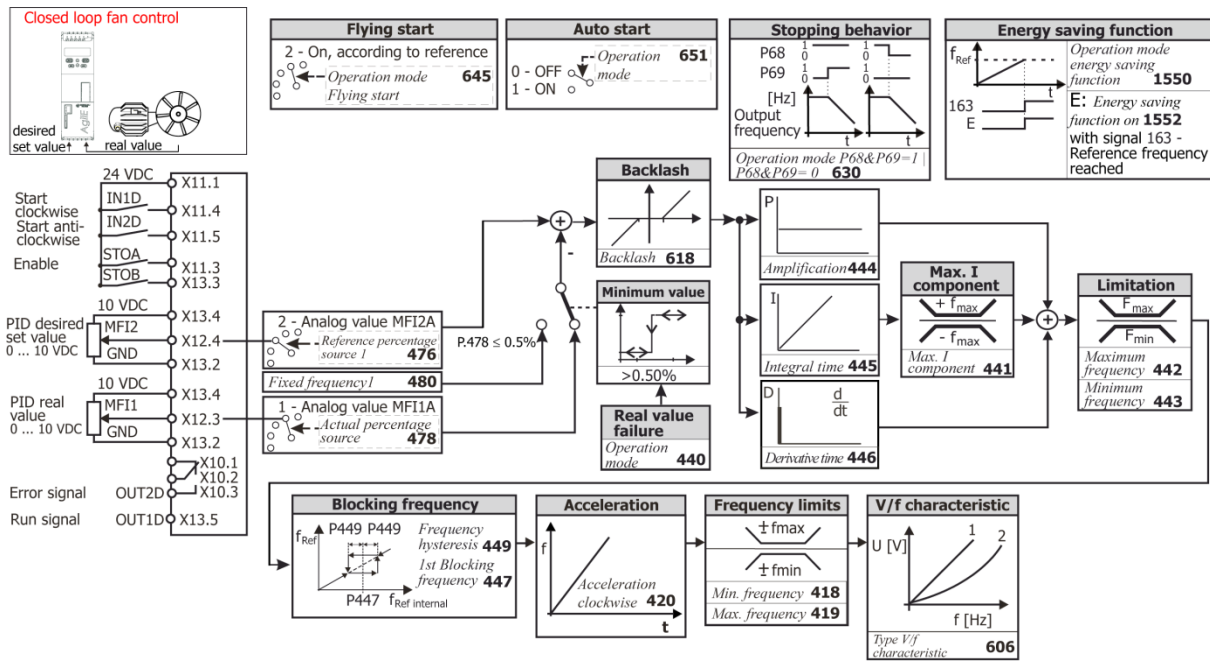 Closed loop fan control
AgilE
desired
set value
real value
Flying start
2 - On, according to reference
Operation mode 645
Flying start
Auto start
Operation 651
mode
0 - OFF
1 - ON
Stopping behavior
P68 1
0
P69 1
0
1
0
1
0
[Hz]
Output
frequency
t
t
Operation mode P68&P69=1 |
P68&P69= 0 630
Energy saving function
fRef
t
163
E
Operation mode
energy saving
function 1550
E: Energy saving
function on 1552
with signal 163 -
Reference frequency
reached
24 VDC
X11.1
Start
clockwise
IN1D
X11.4
Start anti-
clockwise
IN2D
X11.5
Enable
STOA
X11.3
STOB
X13.3
10 VDC
X13.4
PID desired
set value
0 ... 10 VDC
MFI2
X12.4
GND
X13.2
10 VDC
X13.4
PID real
value
0 ... 10 VDC
MFI1
X12.3
GND
X13.2
X10.1
X10.2
Error signal OUT2D X10.3
Run signal OUT1D X13.5
2 - Analog value MFI2A
Reference percentage
source 1 476
Fixed frequency1 480
1 - Analog value MFI1A
Actual percentage
source 478
P.478 ≤ 0.5%
+
-
Backlash
Backlash 618
Minimum value
>0.50%
Real value
failure
Operation
mode 440
P
Amplification 444
I
Integral time 445
D
d
dt
Derivative time 446
Max. I
component
+ fmax
- fmax
Max. I
component 441
+
Limitation
Fmax
Fmin
Maximum
frequency 442
Minimum
frequency 443
Blocking frequency
fRef
P449 P449
P447
fRef internal
Frequency
hysteresis 449
1st Blocking
frequency 447
Acceleration
f
Acceleration
clockwise 420
t
Frequency limits
± fmax
± fmin
Min. frequency 418
Max. frequency 419
V/f characteristic
U [V]
1
2
f [Hz]
Type V/f
characteristic 606